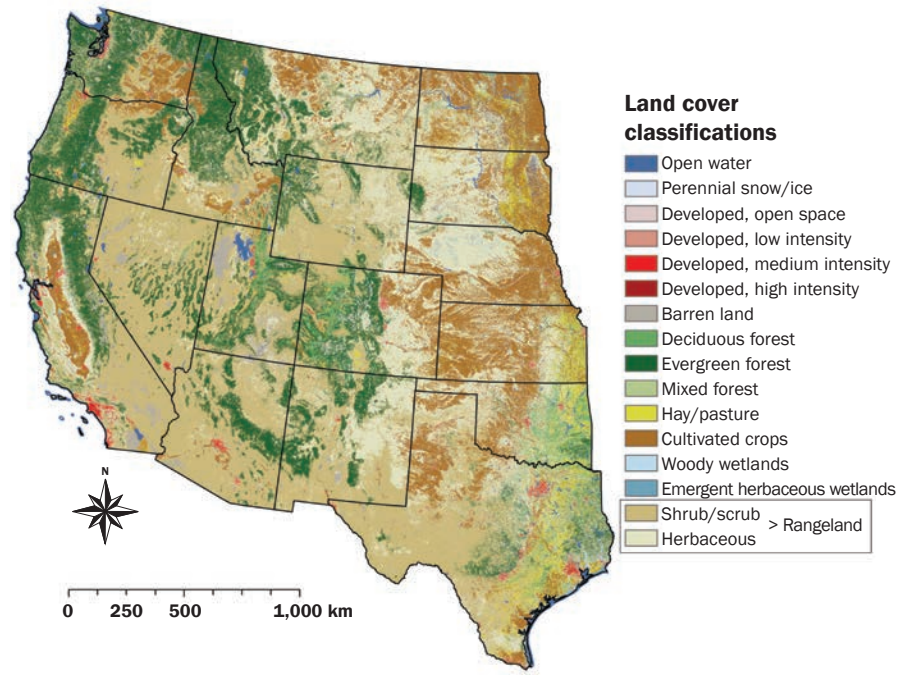 Land cover
classifications
Open water
Perennial snow/ice
Developed, open space
Developed, low intensity
Developed, medium intensity
Developed, high intensity
Barren land
Deciduous forest
Evergreen forest
Mixed forest
Hay/pasture
Cultivated crops
Woody wetlands
Emergent herbaceous wetlands
Shrub/scrub
> Rangeland
Herbaceous
N
0 250 500 1,000 km